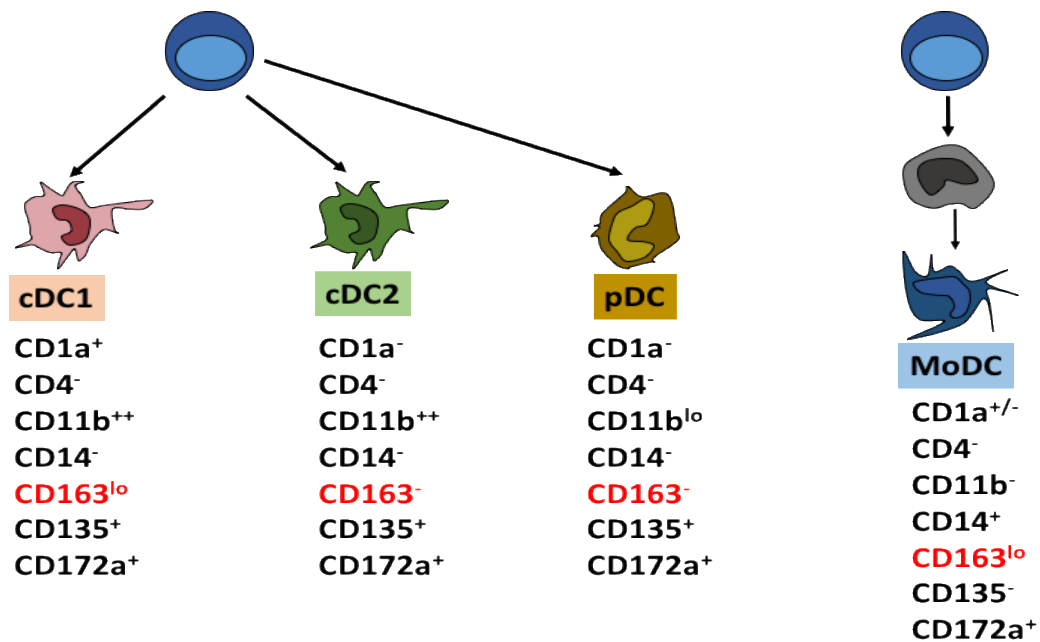 cDC1
CD1a⁺
CD4⁻
CD11b⁺⁺
CD14⁻
CD163ˡᵒ
CD135⁺
CD172a⁺
cDC2
CD1a⁻
CD4⁻
CD11b⁺⁺
CD14⁻
CD163⁻
CD135⁺
CD172a⁺
pDC
CD1a⁻
CD4⁻
CD11bˡᵒ
CD14⁻
CD163⁻
CD135⁺
CD172a⁺
MoDC
CD1a⁺/⁻
CD4⁻
CD11b⁻
CD14⁺
CD163ˡᵒ
CD135⁻
CD172a⁺